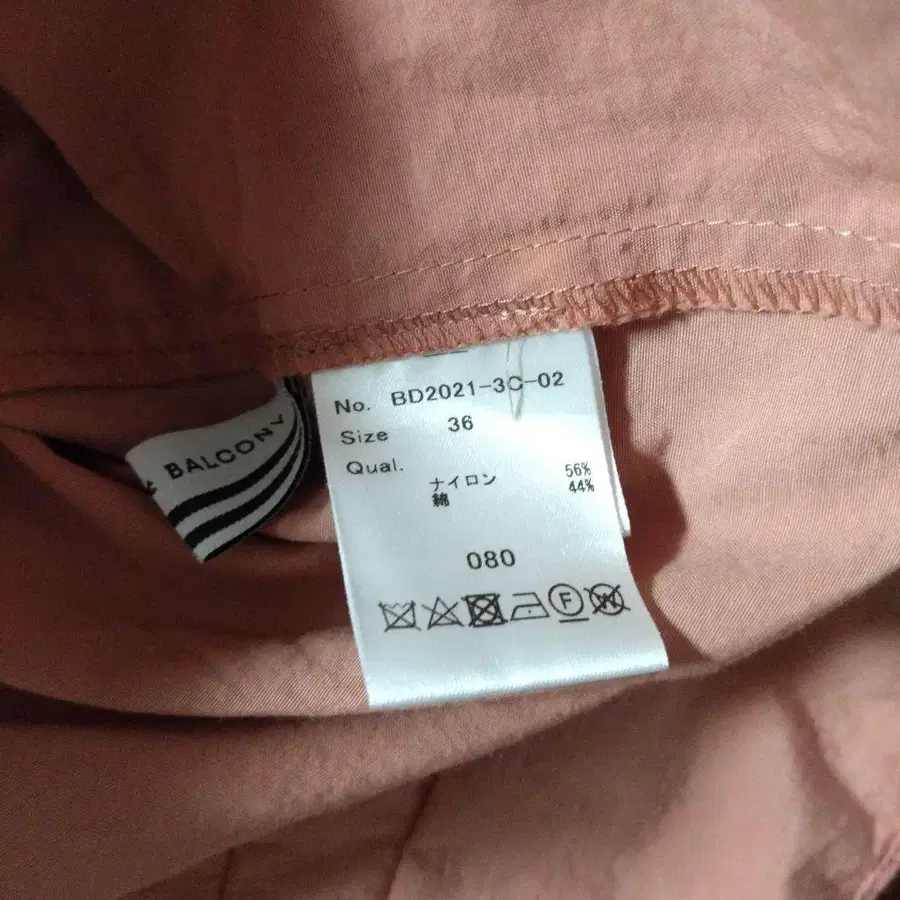 No. BD2021-3C-02
Size 36
Qual.
ナイロン 56%
綿 44%
080
F W
BALCONY